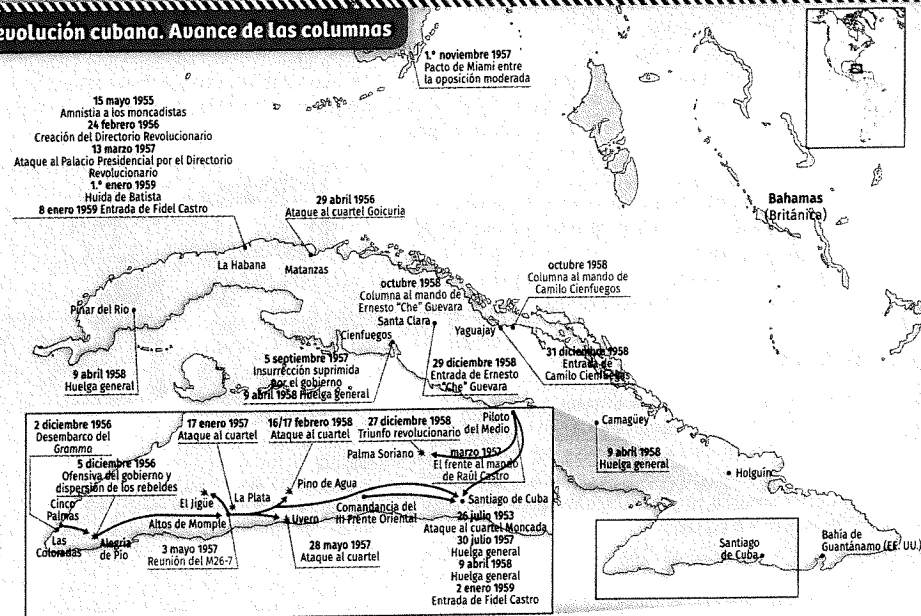 evolución cubana. Avance de las columnas
1.º noviembre 1957
Pacto de Miami entre
la oposición moderada
15 mayo 1955
Amnistia a los moncadistas
24 febrero 1956
Creación del Directorio Revolucionario
13 marzo 1957
Ataque al Palacio Presidencial por el Directorio
Revolucionario
1.º enero 1959
Huida de Batista
8 enero 1959 Entrada de Fidel Castro
29 abril 1956
Ataque al cuartel Goicuria
Bahamas
(Británica)
La Habana
Matanzas
octubre 1958
Columna al mando de
Ernesto "Che" Guevara
octubre 1958
Columna al mando de
Camilo Cienfuegos
Pinar del Rio
Santa Clara
Yaguajay
Cienfuegos
9 abril 1958
Huelga general
5 septiembre 1957
Insurrección suprimida
por el gobierno
9 abril 1958 Huelga general
29 diciembre 1958
Entrada de Ernesto
"Che" Guevara
31 diciembre 1958
Entrada de
Camilo Cienfuegos
Camagüey
9 abril 1958
Huelga general
Holguín
2 diciembre 1956
Desembarco del
Gramma
17 enero 1957
Ataque al cuartel
16/17 febrero 1958
Ataque al cuartel
27 diciembre 1958
Triunfo revolucionario
Piloto
del Medio
Palma Soriano
marzo 1957
El frente al mando
de Raúl Castro
5 diciembre 1956
Ofensiva del gobierno y
dispersión de los rebeldes
Cinco
Palmas
El Jigüe
La Plata
Pino de Agua
Las
Coloradas
Alegría
de Pío
Altos de Momple
Uvero
Comandancia del
III Frente Oriental
Santiago de Cuba
3 mayo 1957
Reunión del M26-7
28 mayo 1957
Ataque al cuartel
26 julio 1953
Ataque al cuartel Moncada
30 julio 1957
Huelga general
9 abril 1958
Huelga general
2 enero 1959
Entrada de Fidel Castro
Santiago
de Cuba
Bahía de
Guantánamo (EE. UU.)